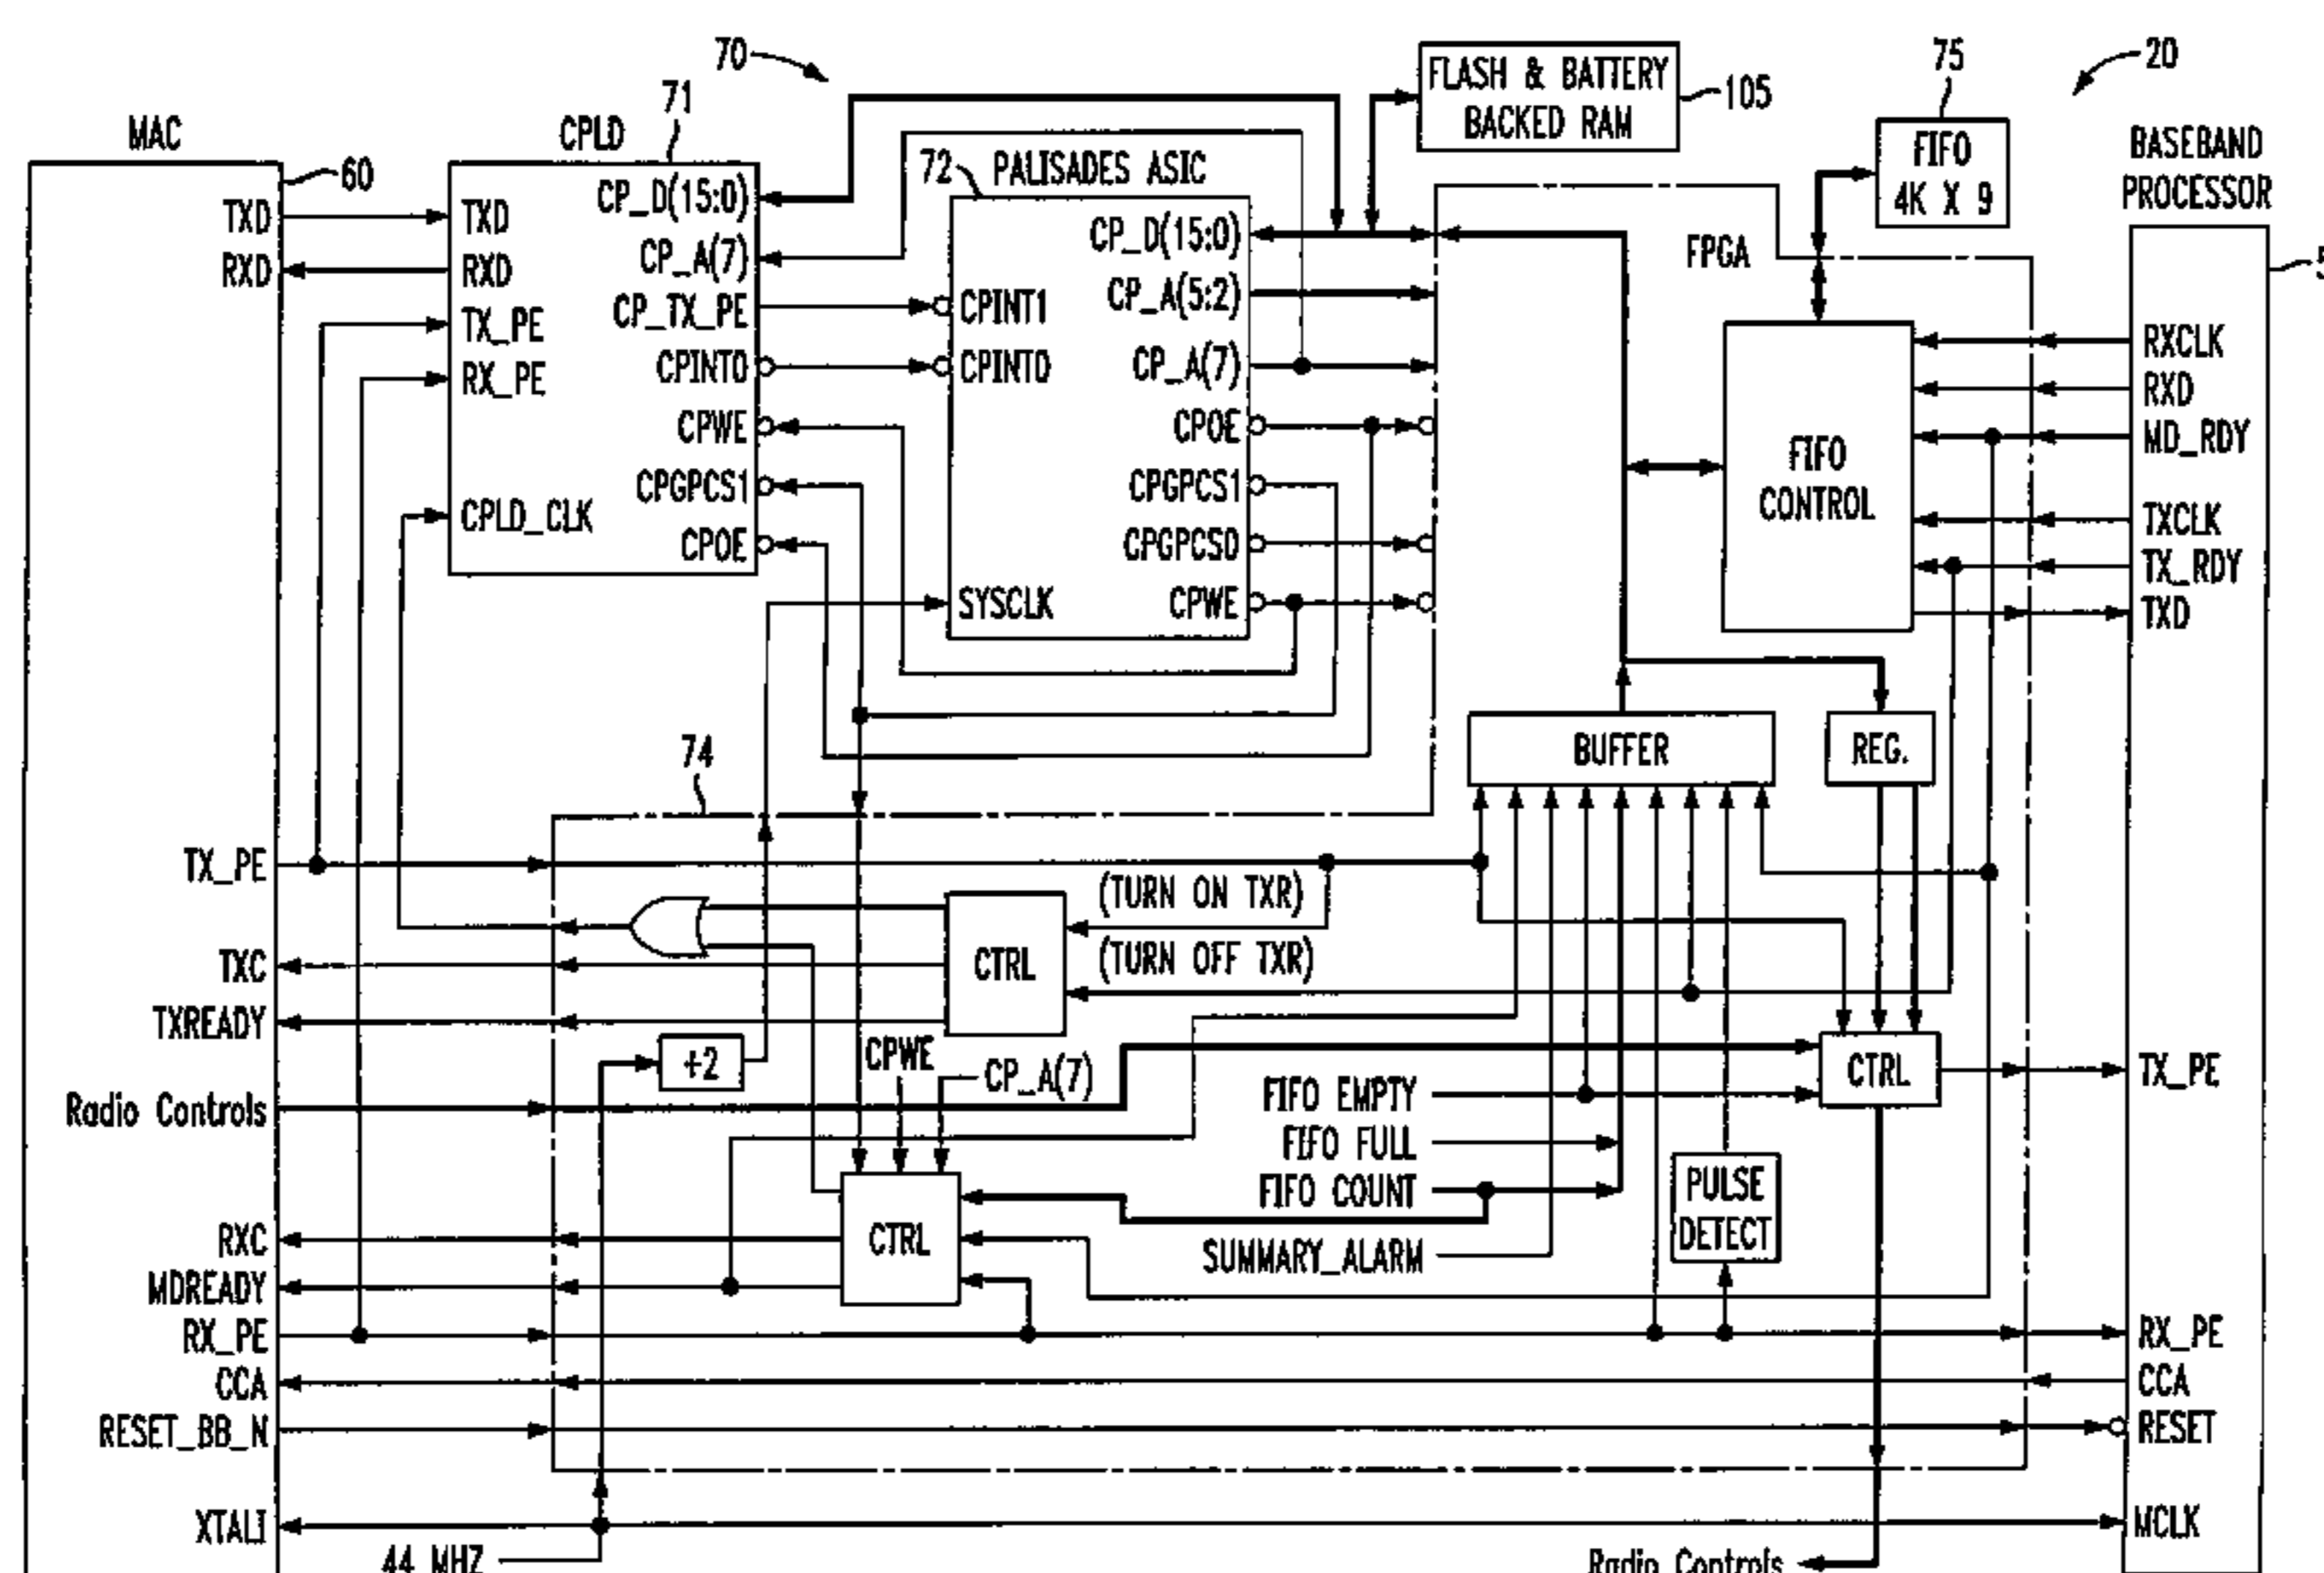 70
FLASH & BATTERY
BACKED RAM
105
75
20
FIFO
4K X 9
MAC
60
CPLD
71
72
PALISADES ASIC
BASEBAND
PROCESSOR
5
FPGA
TXD
RXD
TXD
RXD
TX_PE
RX_PE
CPLD_CLK
CP_D(15:0)
CP_A(7)
CP_TX_PE
CPINT0
CPWE
CPGPCS1
CPOE
CPINT1
CPINT0
SYSCLK
CP_D(15:0)
CP_A(5:2)
CP_A(7)
CPOE
CPGPCS1
CPGPCS0
CPWE
FIFO
CONTROL
RXCLK
RXD
MD_RDY
TXCLK
TX_RDY
TXD
74
BUFFER
REG.
TX_PE
TXC
TXREADY
Radio Controls
(TURN ON TXR)
(TURN OFF TXR)
CTRL
÷2
CPWE
CP_A(7)
FIFO EMPTY
FIFO FULL
FIFO COUNT
SUMMARY_ALARM
CTRL
PULSE
DETECT
CTRL
TX_PE
RXC
MDREADY
RX_PE
CCA
RESET_BB_N
XTALI
RX_PE
CCA
RESET
MCLK
44 MHZ
Radio Controls